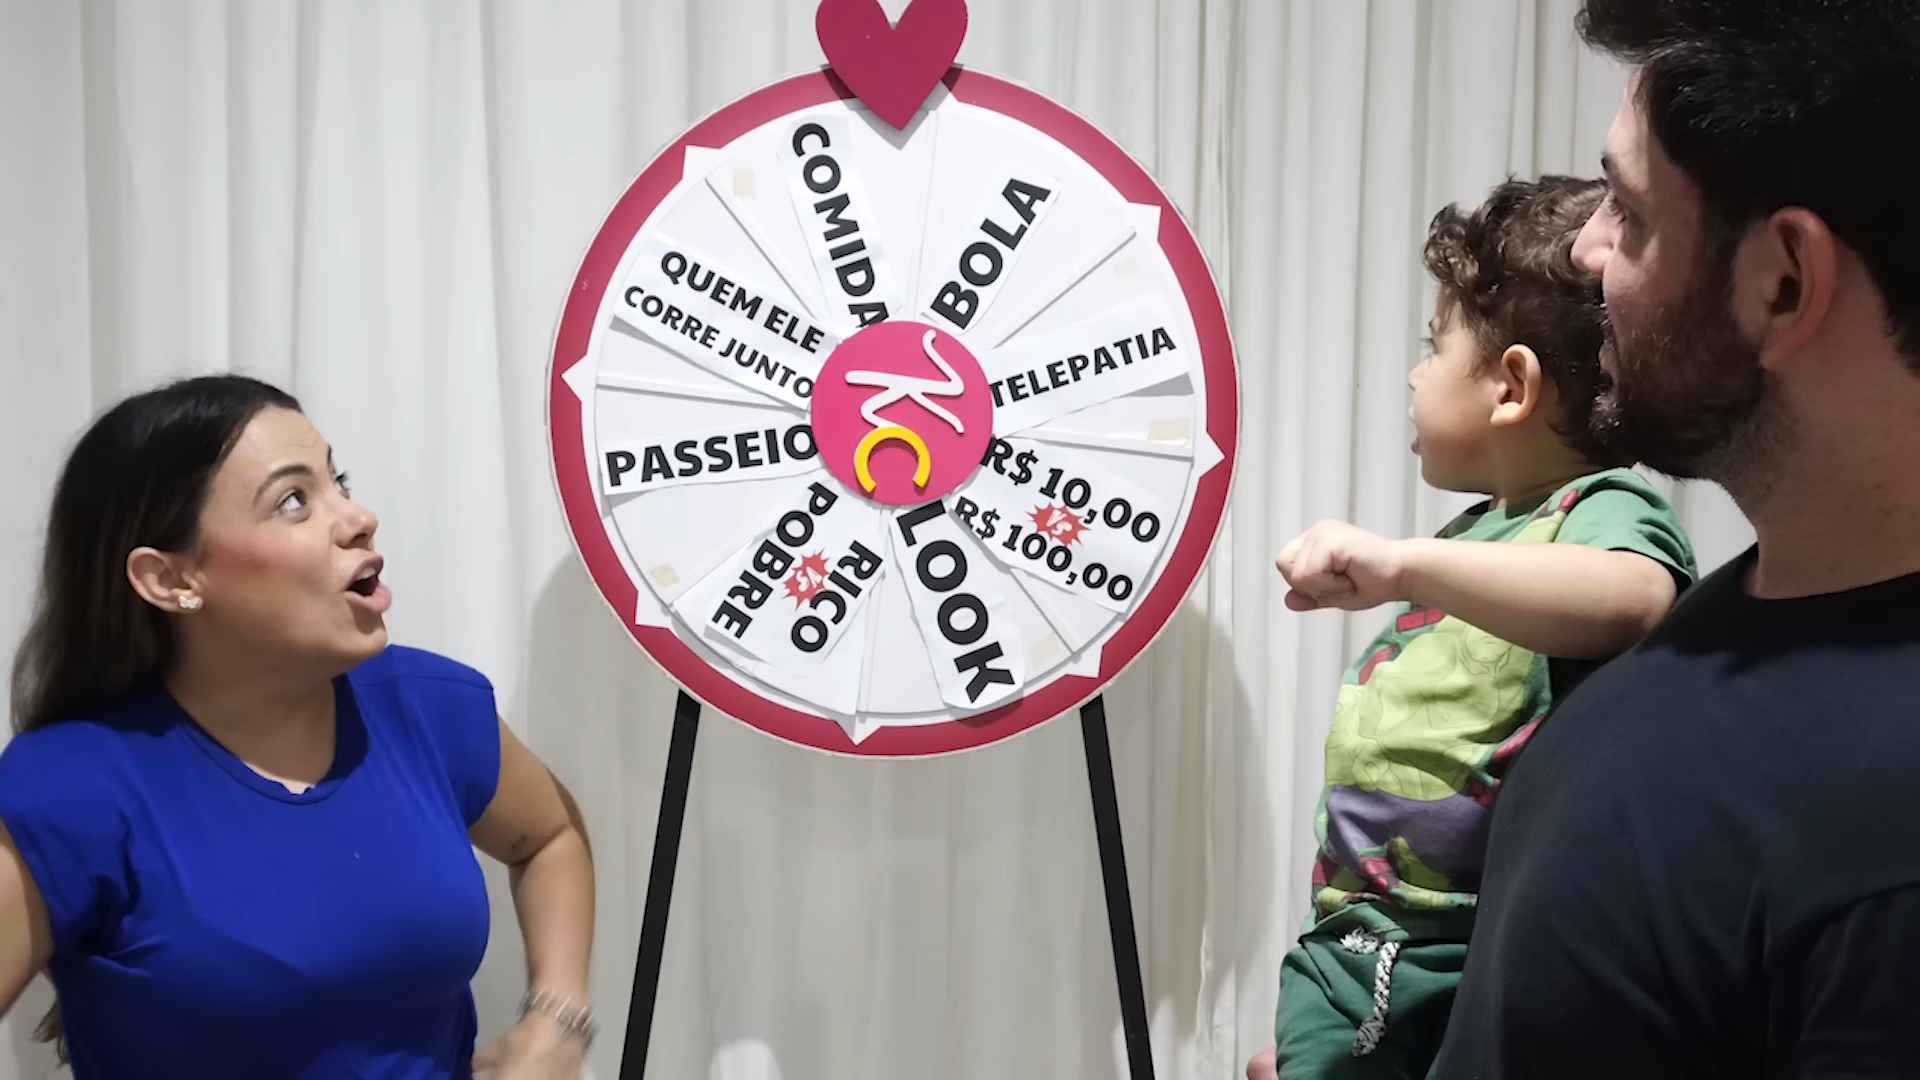 COMIDA
BOLA
TELEPATIA
R$ 10,00
VS
R$ 100,00
LOOK
RICO
VS
POBRE
PASSEIO
QUEM ELE
CORRE JUNTO
KC